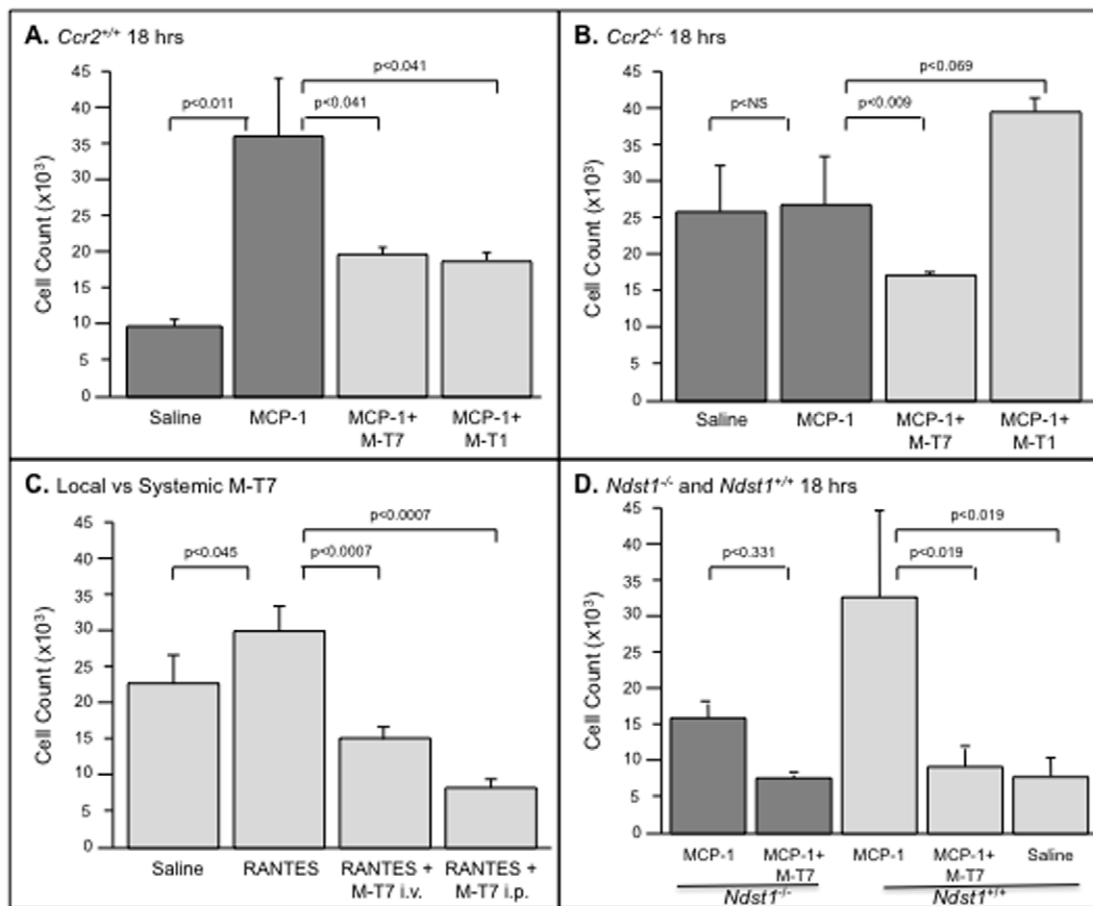 A. Ccr2+/+ 18 hrs
45
40
35
30
25
20
15
10
5
0
Cell Count (x10³)
p<0.011
p<0.041
p<0.041
Saline
MCP-1
MCP-1+
M-T7
MCP-1+
M-T1
B. Ccr2-/- 18 hrs
45
40
35
30
25
20
15
10
5
0
Cell Count (x10³)
p<NS
p<0.009
p<0.069
Saline
MCP-1
MCP-1+
M-T7
MCP-1+
M-T1
C. Local vs Systemic M-T7
45
40
35
30
25
20
15
10
5
0
Cell Count (x10³)
p<0.045
p<0.0007
p<0.0007
Saline
RANTES
RANTES +
M-T7 i.v.
RANTES +
M-T7 i.p.
D. Ndst1-/- and Ndst1+/+ 18 hrs
45
40
35
30
25
20
15
10
5
0
Cell Count (x10³)
p<0.331
p<0.019
p<0.019
MCP-1
MCP-1+
M-T7
MCP-1
MCP-1+
M-T7
Saline
Ndst1-/-
Ndst1+/+